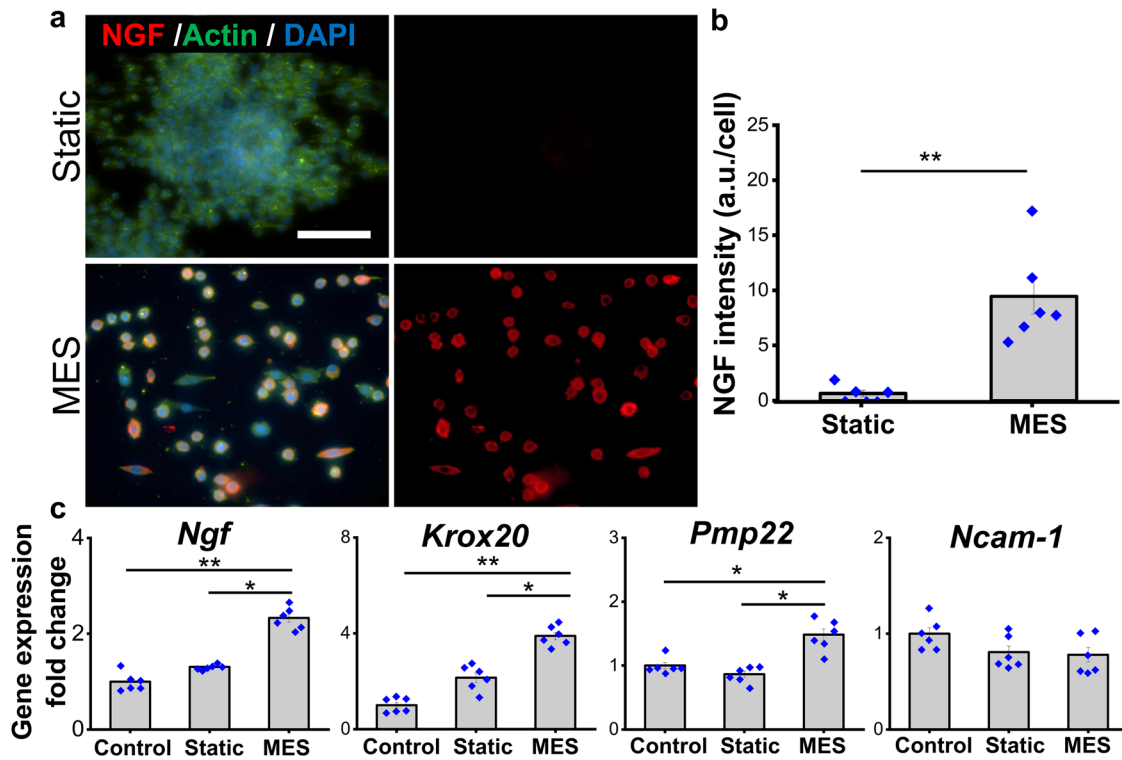 a
NGF /Actin / DAPI
Static
MES
b
NGF intensity (a.u./cell)
25
20
15
10
5
0
**
Static
MES
c
Gene expression
fold change
Ngf
4
2
0
**
*
Control Static MES
Krox20
8
4
0
**
*
Control Static MES
Pmp22
3
2
1
0
*
*
Control Static MES
Ncam-1
2
1
0
Control Static MES